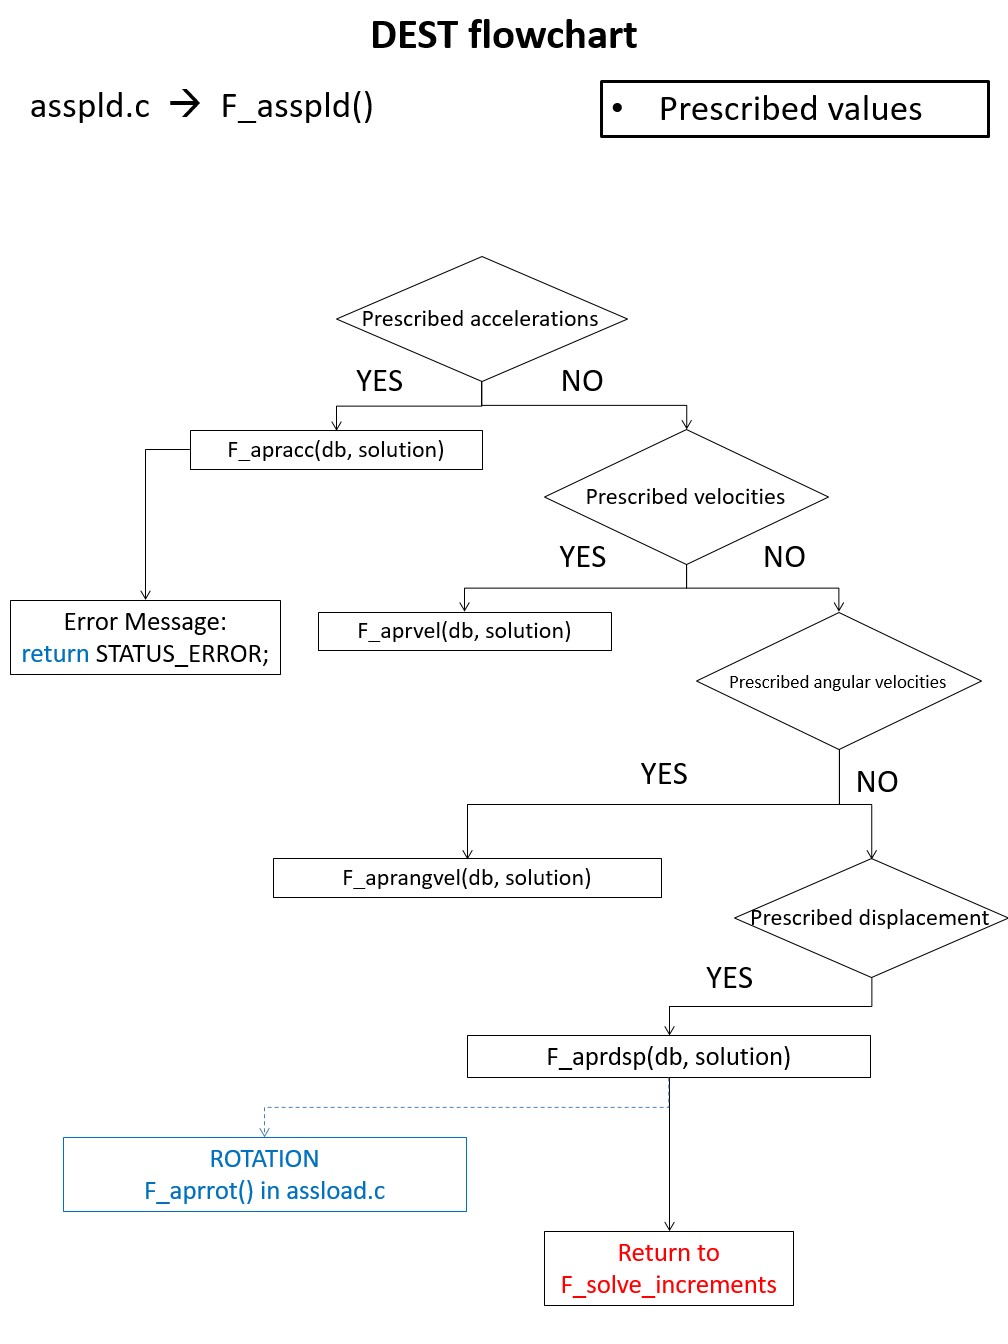 DEST flowchart
asspld.c → F_asspld()
• Prescribed values
Prescribed accelerations
YES
NO
F_apracc(db, solution)
Prescribed velocities
YES
NO
Error Message:
return STATUS_ERROR;
F_aprvel(db, solution)
Prescribed angular velocities
YES
NO
F_aprangvel(db, solution)
Prescribed displacement
YES
F_aprdsp(db, solution)
ROTATION
F_aprrot() in assload.c
Return to
F_solve_increments